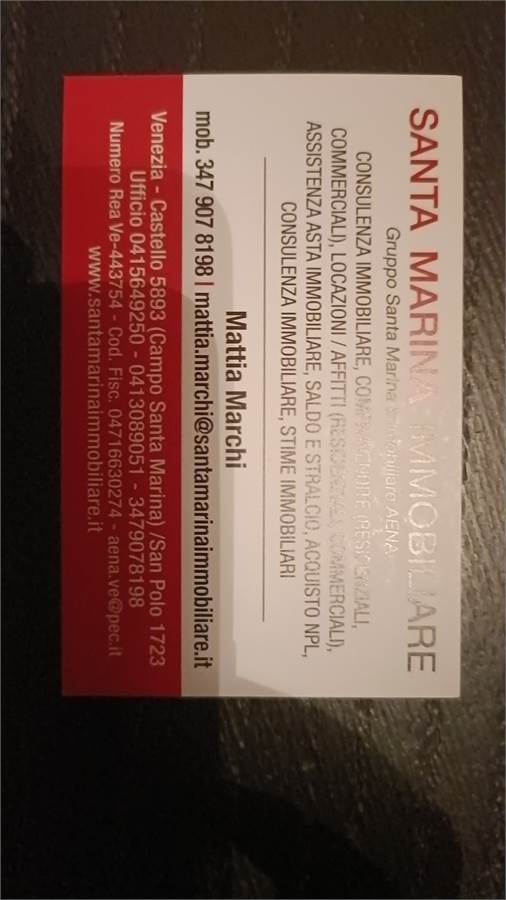 SANTA MARINA IMMOBILIARE
Gruppo Santa Marina Immobiliare AENA
CONSULENZA IMMOBILIARE, COMPRAVENDITE (RESIDENZIALI,
COMMERCIALI), LOCAZIONI / AFFITTI (RESIDENZIALI, COMMERCIALI),
ASSISTENZA ASTA IMMOBILIARE, SALDO E STRALCIO, ACQUISTO NPL,
CONSULENZA IMMOBILIARE, STIME IMMOBILIARI
Mattia Marchi
mob. 347 907 8198 | mattia.marchi@santamarinaimmobiliare.it
Venezia - Castello 5893 (Campo Santa Marina) /San Polo 1723
Ufficio 0415649250 - 0413089051 - 3479078198
Numero Rea Ve-443754 - Cod. Fisc. 04716630274 - aena.ve@pec.it
www.santamarinaimmobiliare.it